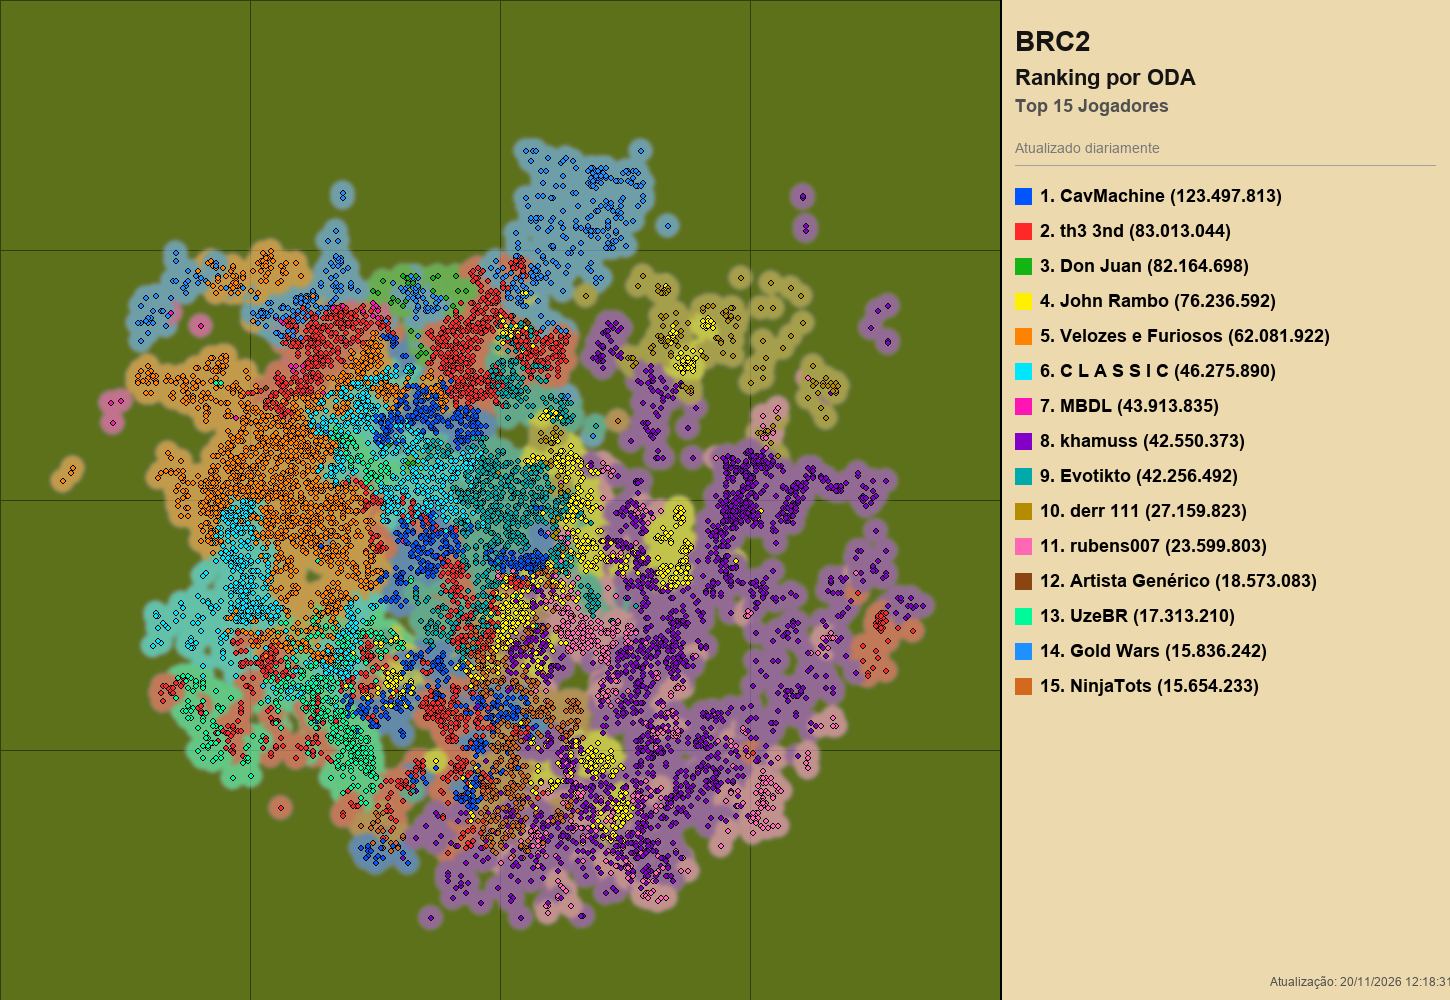 BRC2
Ranking por ODA
Top 15 Jogadores
Atualizado diariamente
1. CavMachine (123.497.813)
2. th3 3nd (83.013.044)
3. Don Juan (82.164.698)
4. John Rambo (76.236.592)
5. Velozes e Furiosos (62.081.922)
6. C L A S S I C (46.275.890)
7. MBDL (43.913.835)
8. khamuss (42.550.373)
9. Evotikto (42.256.492)
10. derr 111 (27.159.823)
11. rubens007 (23.599.803)
12. Artista Genérico (18.573.083)
13. UzeBR (17.313.210)
14. Gold Wars (15.836.242)
15. NinjaTots (15.654.233)
Atualização: 20/11/2026 12:18:31